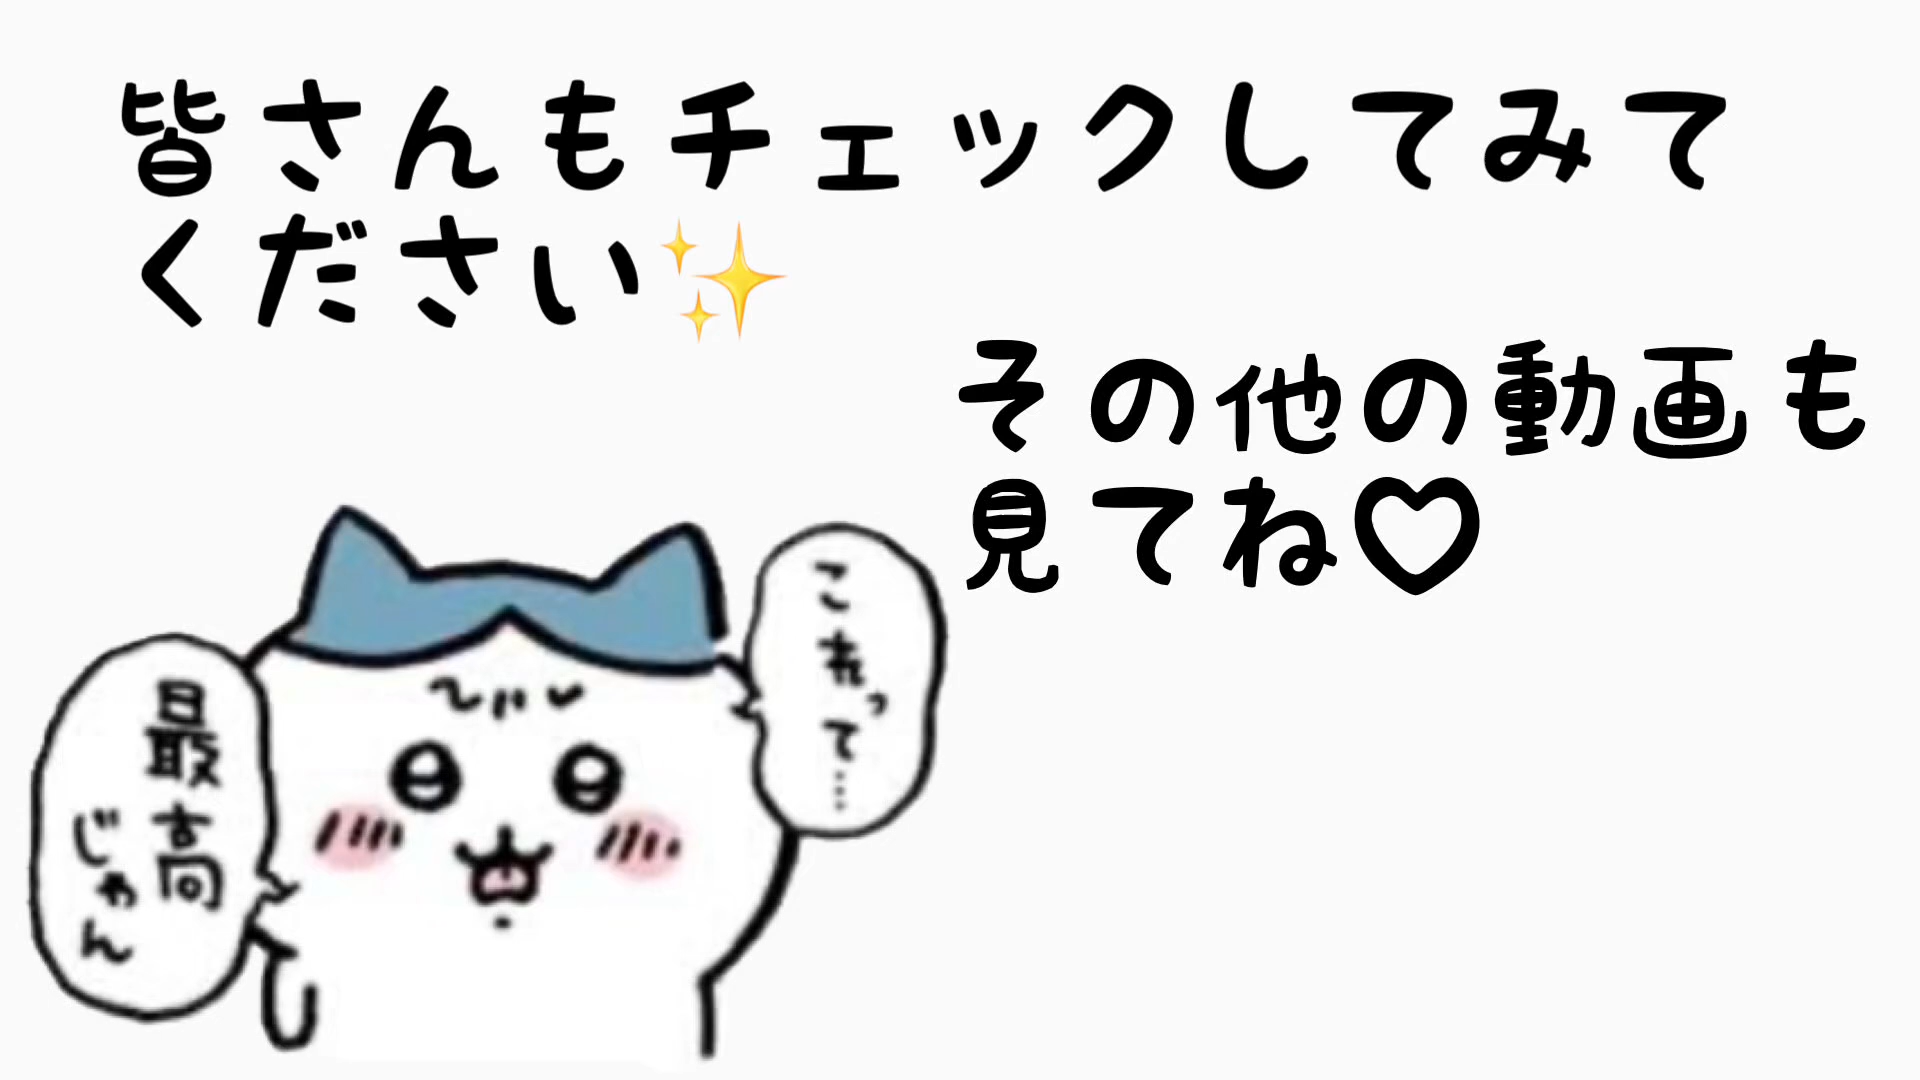 皆さんもチェックしてみて
ください✨
その他の動画も
見てね♡
これって…
最高
じゃん